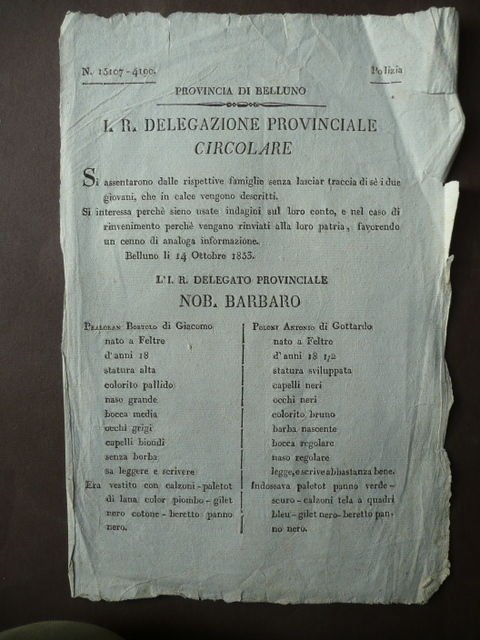 N. 15107-4190.
Polizia
PROVINCIA DI BELLUNO
I. R. DELEGAZIONE PROVINCIALE
CIRCOLARE
Si assentarono dalle rispettive famiglie senza lasciar traccia di sè i due
giovani, che in calce vengono descritti.
Si interessa perchè sieno usate indagini sul loro conto, e nel caso di
rinvenimento perchè vengano rinviati alla loro patria, favorendo
un cenno di analoga informazione.
Belluno li 14 Ottobre 1853.
L'I. R. DELEGATO PROVINCIALE
NOB. BARBARO
Pealoran Bortolo di Giacomo
nato a Feltre
d'anni 18
statura alta
colorito pallido
naso grande
bocca media
occhi grigi
capelli biondi
senza borba
sa leggere e scrivere
Era vestito con calzoni-paletot
di lana color piombo-gilet
nero cotone-beretto panno
nero.
Poloni Antonio di Gottardo
nato a Feltre
d'anni 18 1/2
statura sviluppata
capelli neri
occhi neri
colorito bruno
barba nascente
bocca regolare
naso regolare
legge, e scrive abbastanza bene.
Indossava paletot panno verde-
scuro-calzoni tela a quadri
bleu-gilet nero-beretto pan-
no nero.